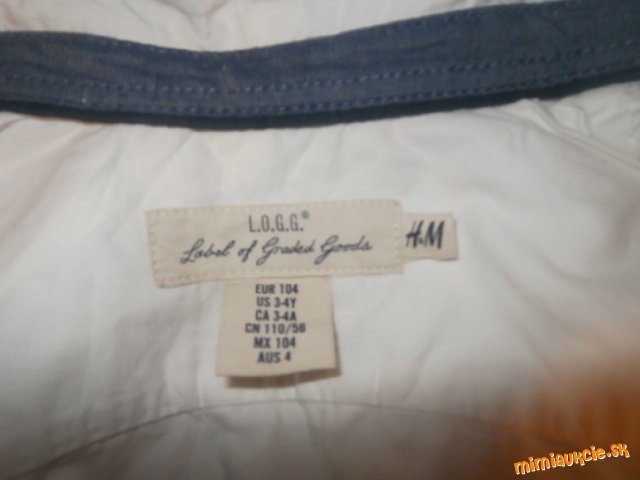 L.O.G.G.®
Label of Graded Goods
H&M
EUR 104
US 3-4Y
CA 3-4A
CN 110/56
MX 104
AUS 4
mimiaukcie.sk